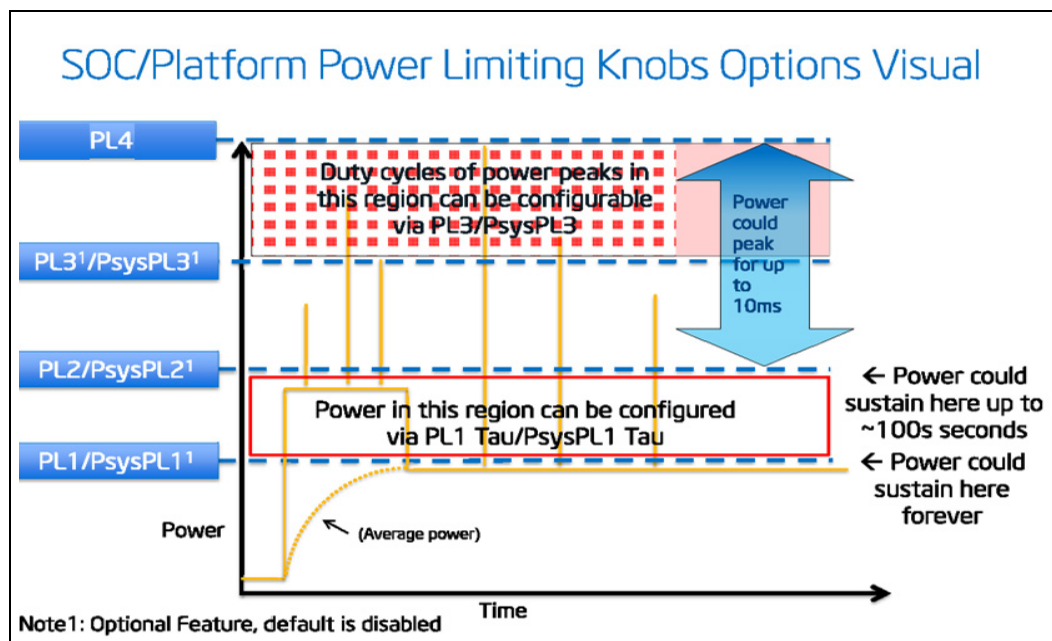 SOC/Platform Power Limiting Knobs Options Visual
PL4
Duty cycles of power peaks in
this region can be configurable
via PL3/PsysPL3
Power
could
peak
for up
to
10ms
PL3¹/PsysPL3¹
PL2/PsysPL2¹
← Power could
sustain here up to
~100s seconds
Power in this region can be configured
via PL1 Tau/PsysPL1 Tau
PL1/PsysPL1¹
← Power could
sustain here
forever
Power
(Average power)
Time
Note1: Optional Feature, default is disabled